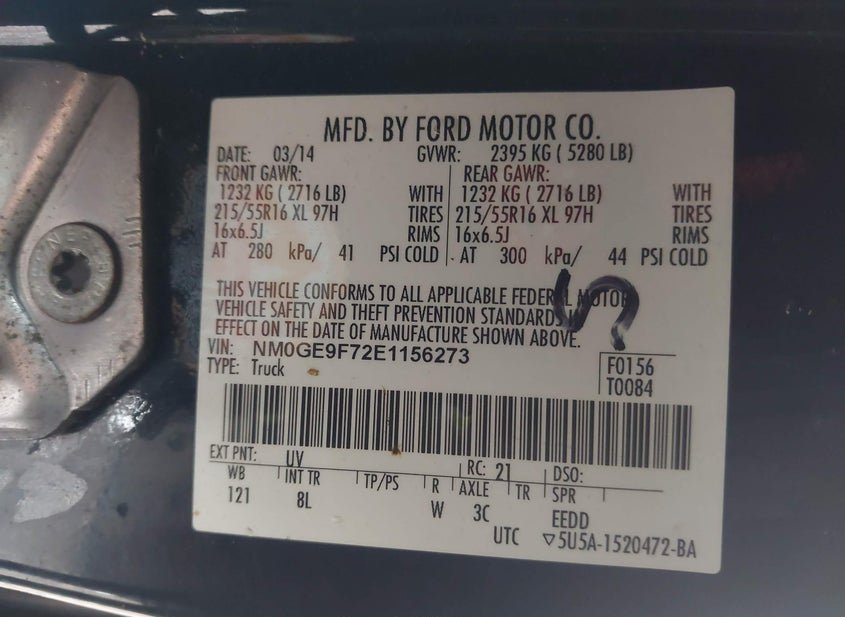 MFD. BY FORD MOTOR CO.
DATE: 03/14 GVWR: 2395 KG ( 5280 LB)
FRONT GAWR: REAR GAWR:
1232 KG ( 2716 LB) WITH 1232 KG ( 2716 LB) WITH
215/55R16 XL 97H TIRES 215/55R16 XL 97H TIRES
16x6.5J RIMS 16x6.5J RIMS
AT 280 kPa/ 41 PSI COLD AT 300 kPa/ 44 PSI COLD
THIS VEHICLE CONFORMS TO ALL APPLICABLE FEDERAL MOTOR
VEHICLE SAFETY AND THEFT PREVENTION STANDARDS IN
EFFECT ON THE DATE OF MANUFACTURE SHOWN ABOVE.
VIN: NM0GE9F72E1156273
TYPE: Truck
F0156
T0084
EXT PNT: UV RC: 21 DSO:
WB INT TR TP/PS R AXLE TR SPR
121 8L W 3C EEDD
UTC ▽5U5A-1520472-BA